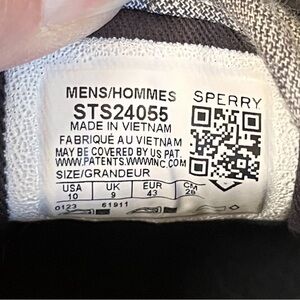 MENS/HOMMES SPERRY
STS24055
MADE IN VIETNAM
FABRIQUÉ AU VIETNAM
MAY BE COVERED BY US PAT.
WWW.PATENTS.WWWINC.COM
SIZE/GRANDEUR
USA UK EUR CM
10 9 43 28
0123 61911